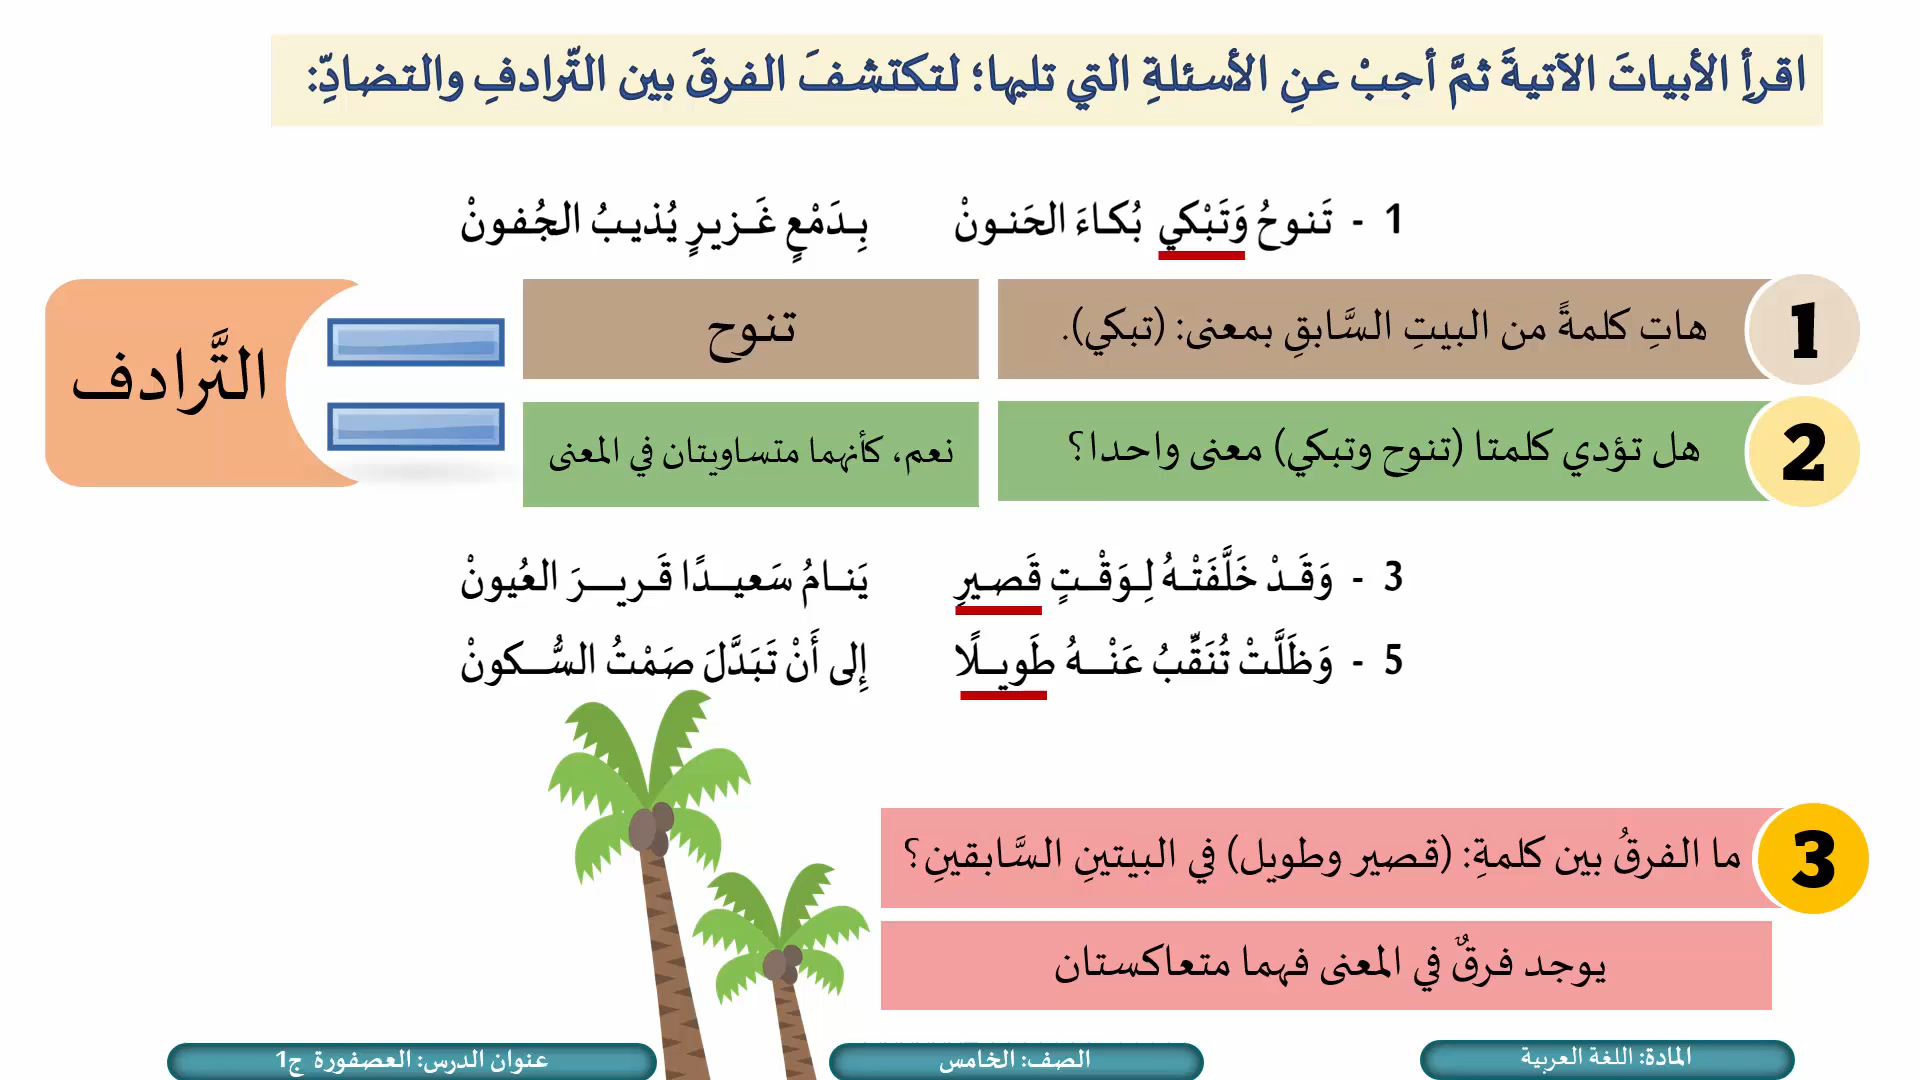 اقرأِ الأبياتَ الآتيةَ ثمَّ أجبْ عنِ الأسئلةِ التي تليها؛ لتكتشفَ الفرقَ بين التّرادفِ والتضادِّ:
1 - تَنوحُ وَتَبْكي بُكاءَ الحَنونْ بِدَمْعٍ غَزيرٍ يُذيبُ الجُفونْ
1
هاتِ كلمةً من البيتِ السَّابقِ بمعنى: (تبكي).
تنوح
2
هل تؤدي كلمتا (تنوح وتبكي) معنى واحدا؟
نعم، كأنهما متساويتان في المعنى
التَّرادف
3 - وَقَدْ خَلَّفَتْهُ لِوَقْتٍ قَصيرِ يَنامُ سَعيدًا قَريرَ العُيونْ
5 - وَظَلَّتْ تُنَقِّبُ عَنْهُ طَويلًا إِلى أَنْ تَبَدَّلَ صَمْتُ السُّكونْ
3
ما الفرقُ بين كلمةِ: (قصير وطويل) في البيتينِ السَّابقينِ؟
يوجد فرقٌ في المعنى فهما متعاكستان
المادة: اللغة العربية
الصف: الخامس
عنوان الدرس: العصفورة ج1